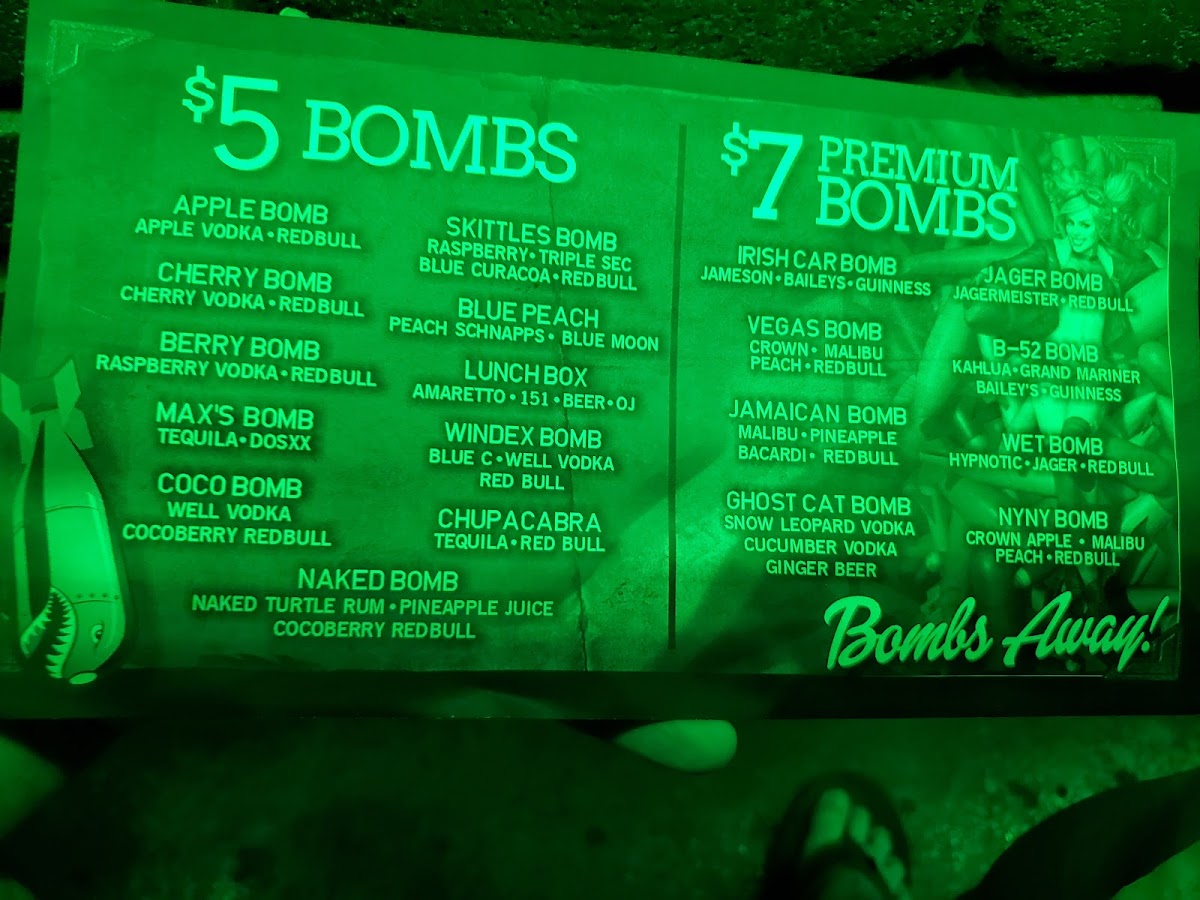 $5 BOMBS
APPLE BOMB
APPLE VODKA • REDBULL
CHERRY BOMB
CHERRY VODKA • REDBULL
BERRY BOMB
RASPBERRY VODKA • REDBULL
MAX'S BOMB
TEQUILA • DOSXX
COCO BOMB
WELL VODKA
COCOBERRY REDBULL
SKITTLES BOMB
RASPBERRY • TRIPLE SEC
BLUE CURACOA • REDBULL
BLUE PEACH
PEACH SCHNAPPS • BLUE MOON
LUNCH BOX
AMARETTO • 151 • BEER • OJ
WINDEX BOMB
BLUE C • WELL VODKA
RED BULL
CHUPACABRA
TEQUILA • RED BULL
NAKED BOMB
NAKED TURTLE RUM • PINEAPPLE JUICE
COCOBERRY REDBULL
$7 PREMIUM
BOMBS
IRISH CAR BOMB
JAMESON • BAILEYS • GUINNESS
VEGAS BOMB
CROWN • MALIBU
PEACH • REDBULL
JAMAICAN BOMB
MALIBU • PINEAPPLE
BACARDI • REDBULL
GHOST CAT BOMB
SNOW LEOPARD VODKA
CUCUMBER VODKA
GINGER BEER
JAGER BOMB
JAGERMEISTER • REDBULL
B-52 BOMB
KAHLUA • GRAND MARINER
BAILEY'S • GUINNESS
WET BOMB
HYPNOTIC • JAGER • REDBULL
NYNY BOMB
CROWN APPLE • MALIBU
PEACH • REDBULL
Bombs Away!